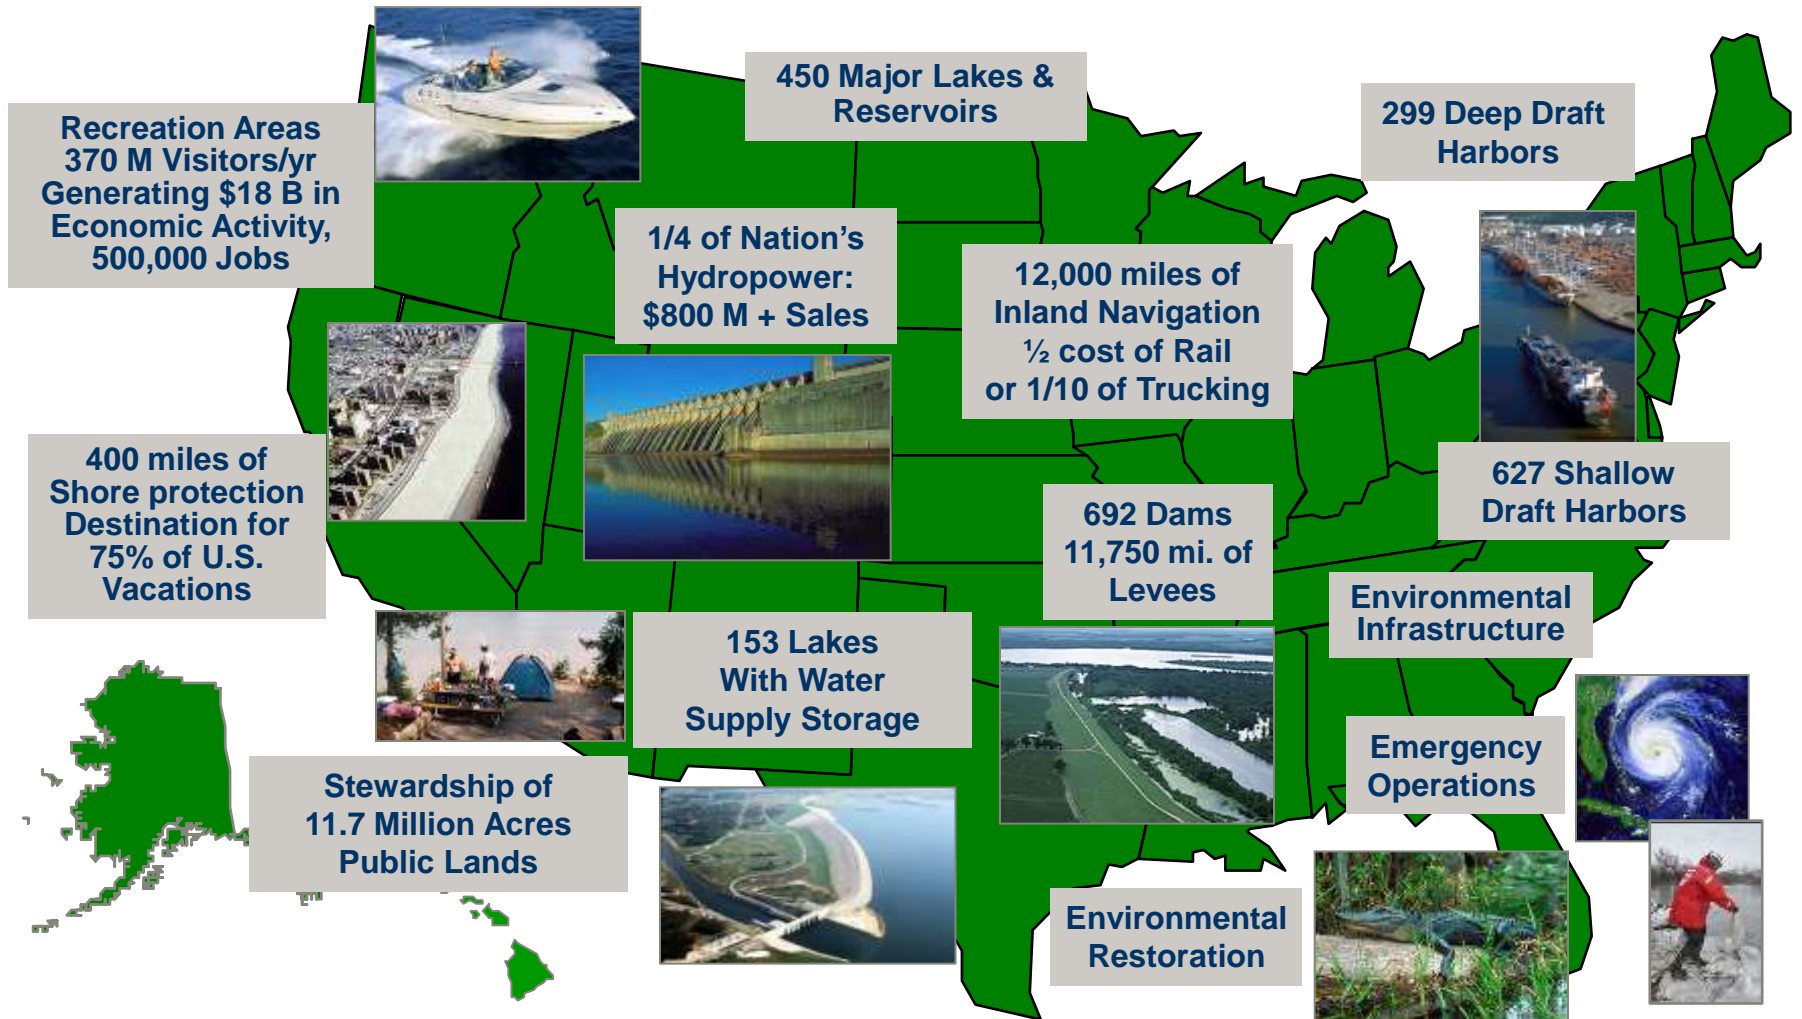 450 Major Lakes &
Reservoirs
299 Deep Draft
Harbors
Recreation Areas
370 M Visitors/yr
Generating $18 B in
Economic Activity,
500,000 Jobs
1/4 of Nation’s
Hydropower:
$800 M + Sales
12,000 miles of
Inland Navigation
½ cost of Rail
or 1/10 of Trucking
400 miles of
Shore protection
Destination for
75% of U.S.
Vacations
627 Shallow
Draft Harbors
692 Dams
11,750 mi. of
Levees
Environmental
Infrastructure
153 Lakes
With Water
Supply Storage
Emergency
Operations
Stewardship of
11.7 Million Acres
Public Lands
Environmental
Restoration